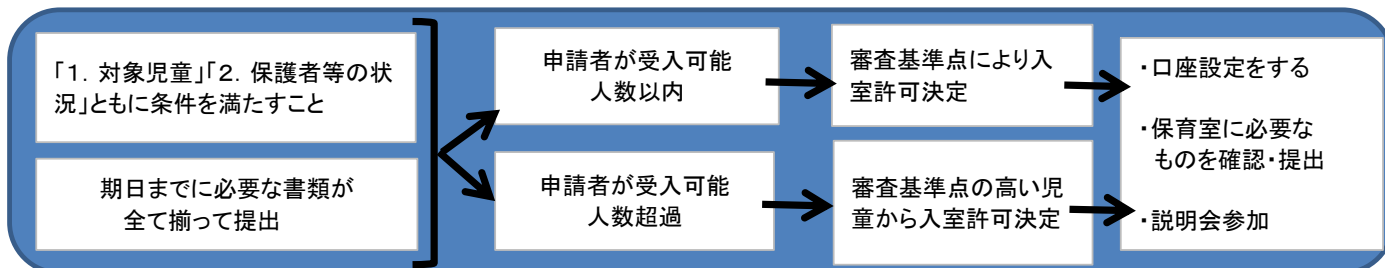 「1．対象児童」「2．保護者等の状
況」ともに条件を満たすこと
期日までに必要な書類が
全て揃って提出
申請者が受入可能
人数以内
申請者が受入可能
人数超過
審査基準点により入
室許可決定
審査基準点の高い児
童から入室許可決定
・口座設定をする
・保育室に必要な
ものを確認・提出
・説明会参加